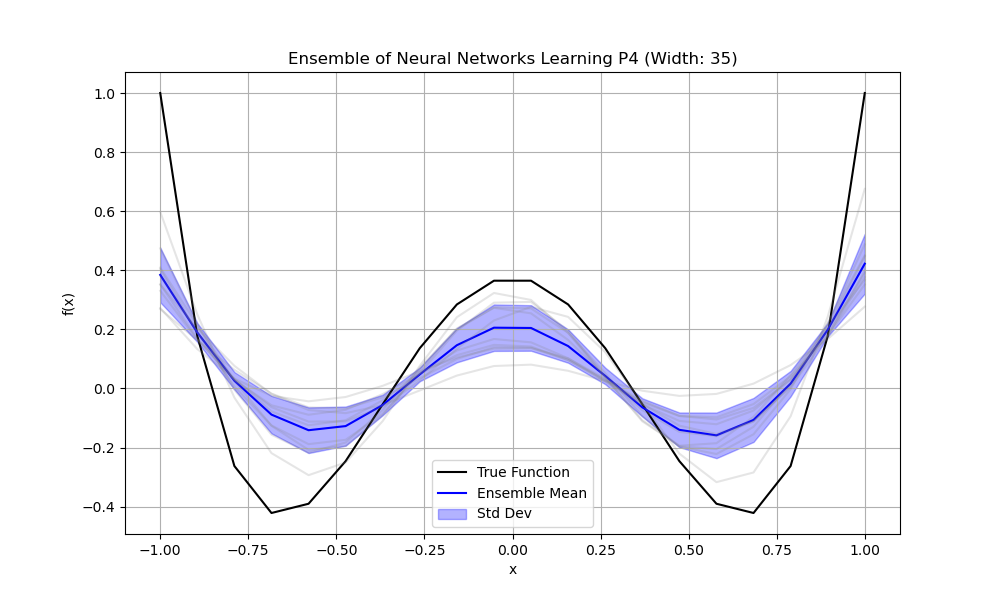 Ensemble of Neural Networks Learning P4 (Width: 35)
1.0
0.8
0.6
0.4
0.2
0.0
−0.2
−0.4
f(x)
True Function
Ensemble Mean
Std Dev
−1.00 −0.75 −0.50 −0.25 0.00 0.25 0.50 0.75 1.00
x